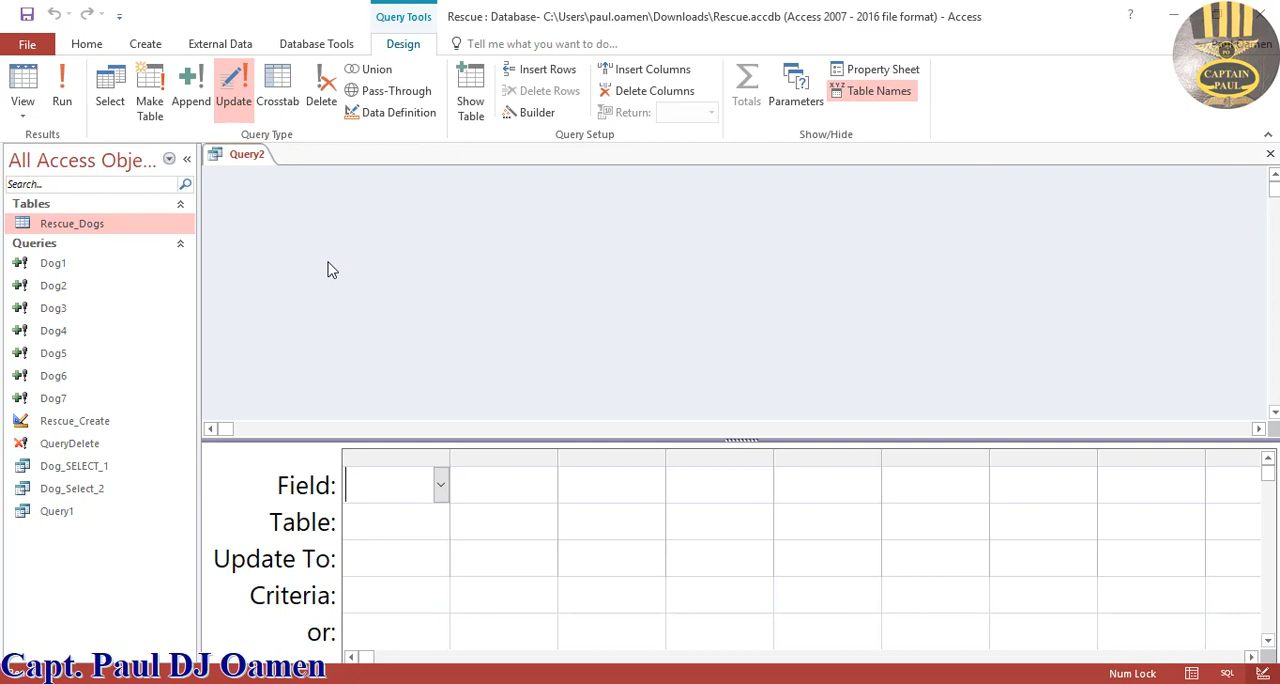 Query Tools
Rescue : Database- C:\Users\paul.oamen\Downloads\Rescue.accdb (Access 2007 - 2016 file format) - Access
?
File
Home
Create
External Data
Database Tools
Design
Tell me what you want to do...
CAPTAIN
PAUL
View
Run
Select
Make
Table
Append
Update
Crosstab
Delete
Union
Pass-Through
Data Definition
Show
Table
Insert Rows
Delete Rows
Builder
Insert Columns
Delete Columns
Return:
Totals
Parameters
Property Sheet
Table Names
Results
Query Type
Query Setup
Show/Hide
All Access Obje...
Search...
Query2
Tables
Rescue_Dogs
Queries
Dog1
Dog2
Dog3
Dog4
Dog5
Dog6
Dog7
Rescue_Create
QueryDelete
Dog_SELECT_1
Dog_Select_2
Query1
Field:
Table:
Update To:
Criteria:
or:
Capt. Paul DJ Oamen
Num Lock
SQL